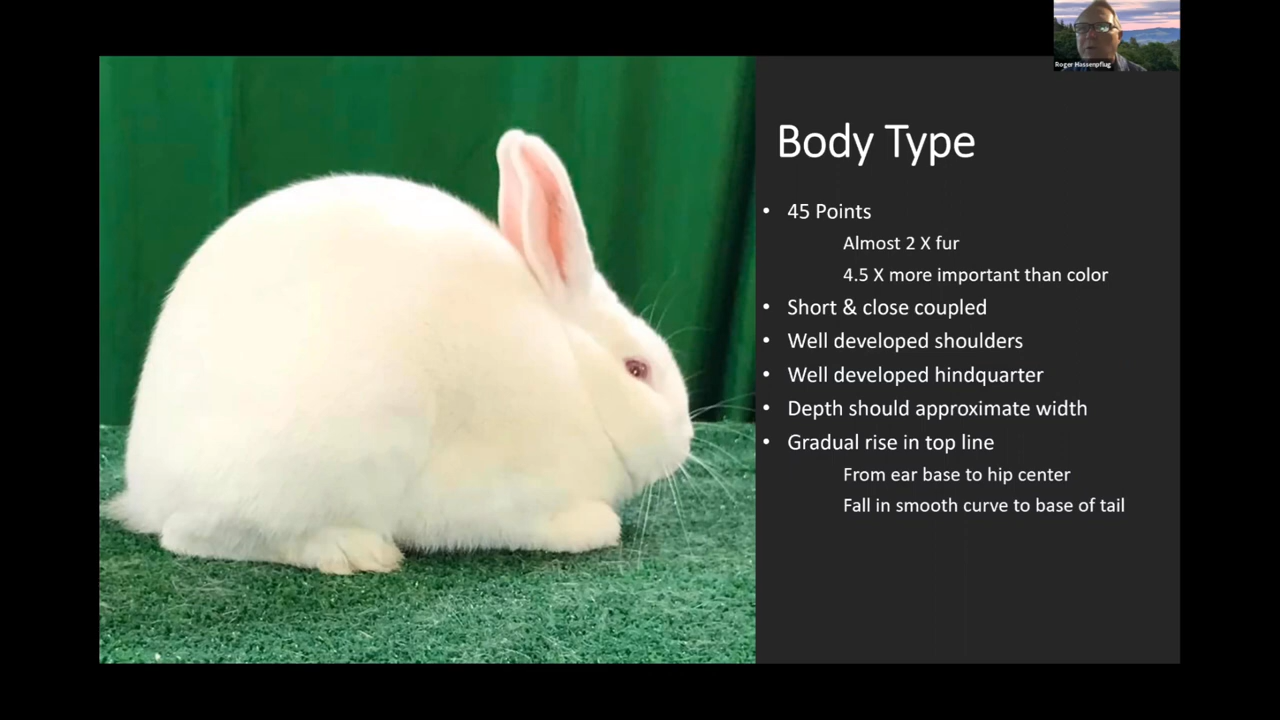 Roger Hassenpflug
Body Type
• 45 Points
Almost 2 X fur
4.5 X more important than color
• Short & close coupled
• Well developed shoulders
• Well developed hindquarter
• Depth should approximate width
• Gradual rise in top line
From ear base to hip center
Fall in smooth curve to base of tail